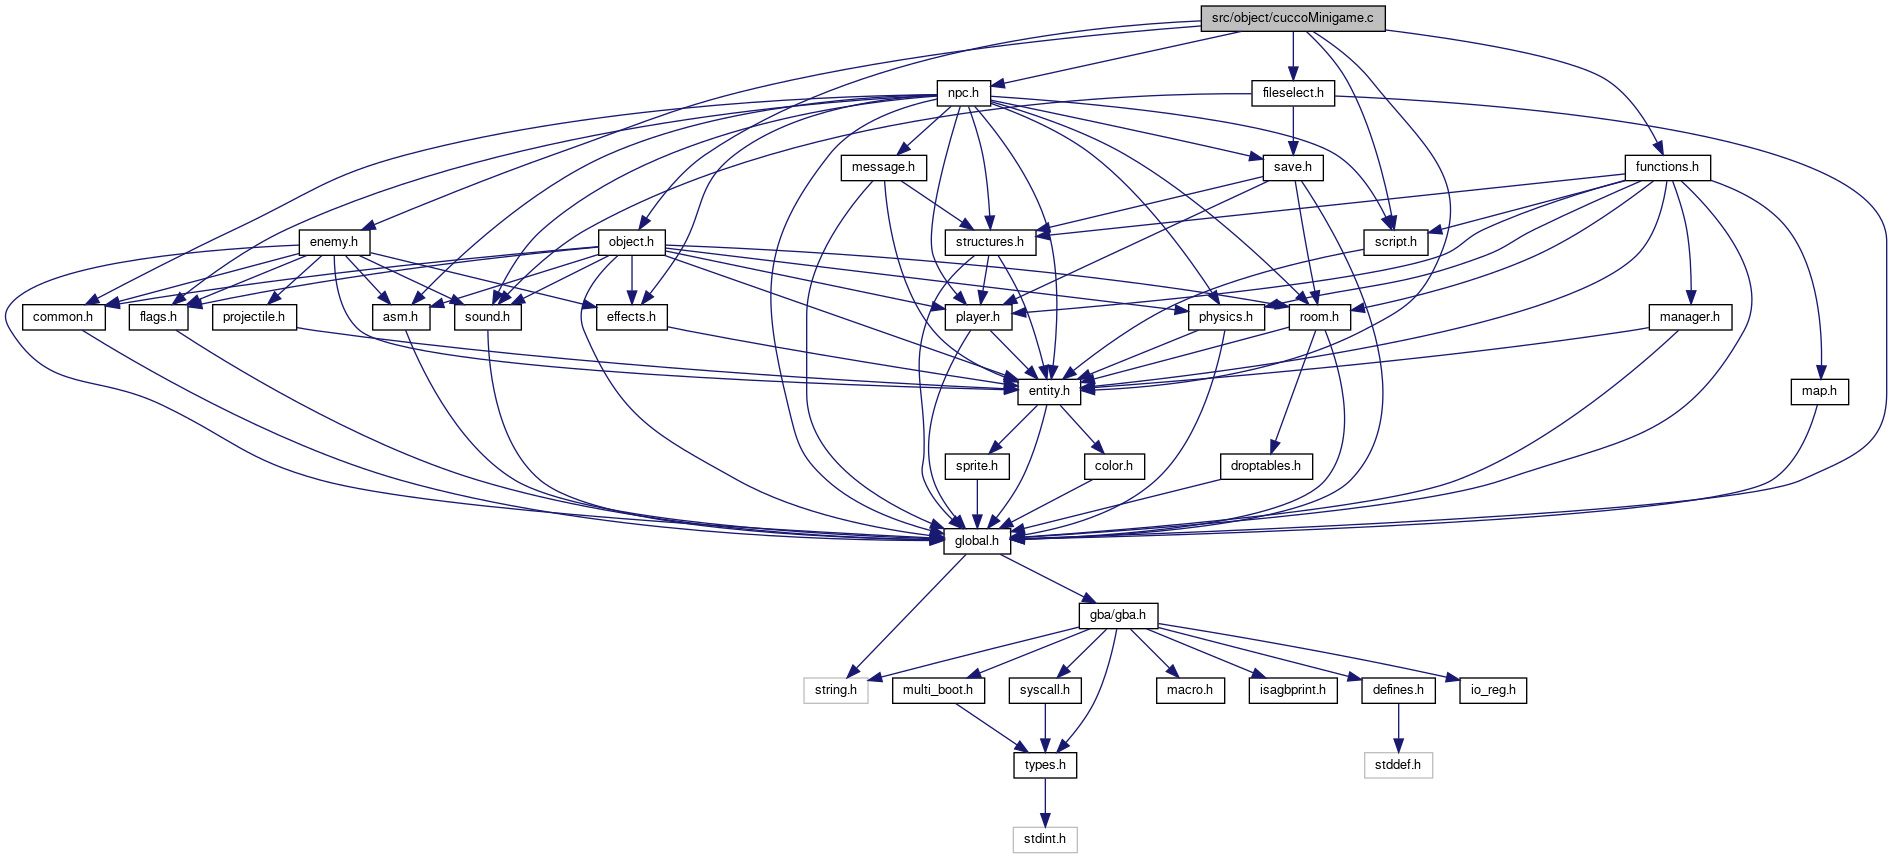 src/object/cuccoMinigame.c
npc.h
fileselect.h
message.h
save.h
functions.h
enemy.h
object.h
structures.h
script.h
common.h
flags.h
projectile.h
asm.h
sound.h
effects.h
player.h
physics.h
room.h
manager.h
entity.h
map.h
sprite.h
color.h
droptables.h
global.h
gba/gba.h
string.h
multi_boot.h
syscall.h
macro.h
isagbprint.h
defines.h
io_reg.h
types.h
stddef.h
stdint.h